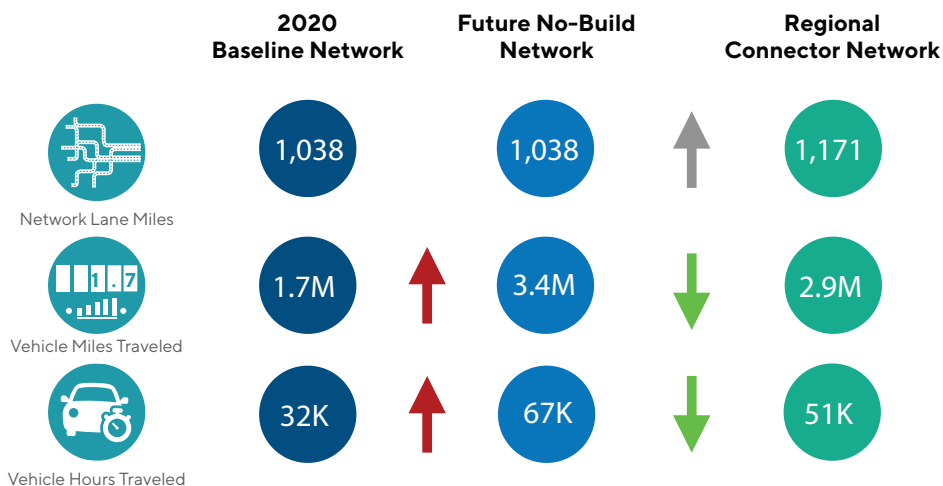 2020
Baseline Network
Future No-Build
Network
Regional
Connector Network
1,038
1,038
1,171
Network Lane Miles
1.7
1.7M
3.4M
2.9M
Vehicle Miles Traveled
32K
67K
51K
Vehicle Hours Traveled